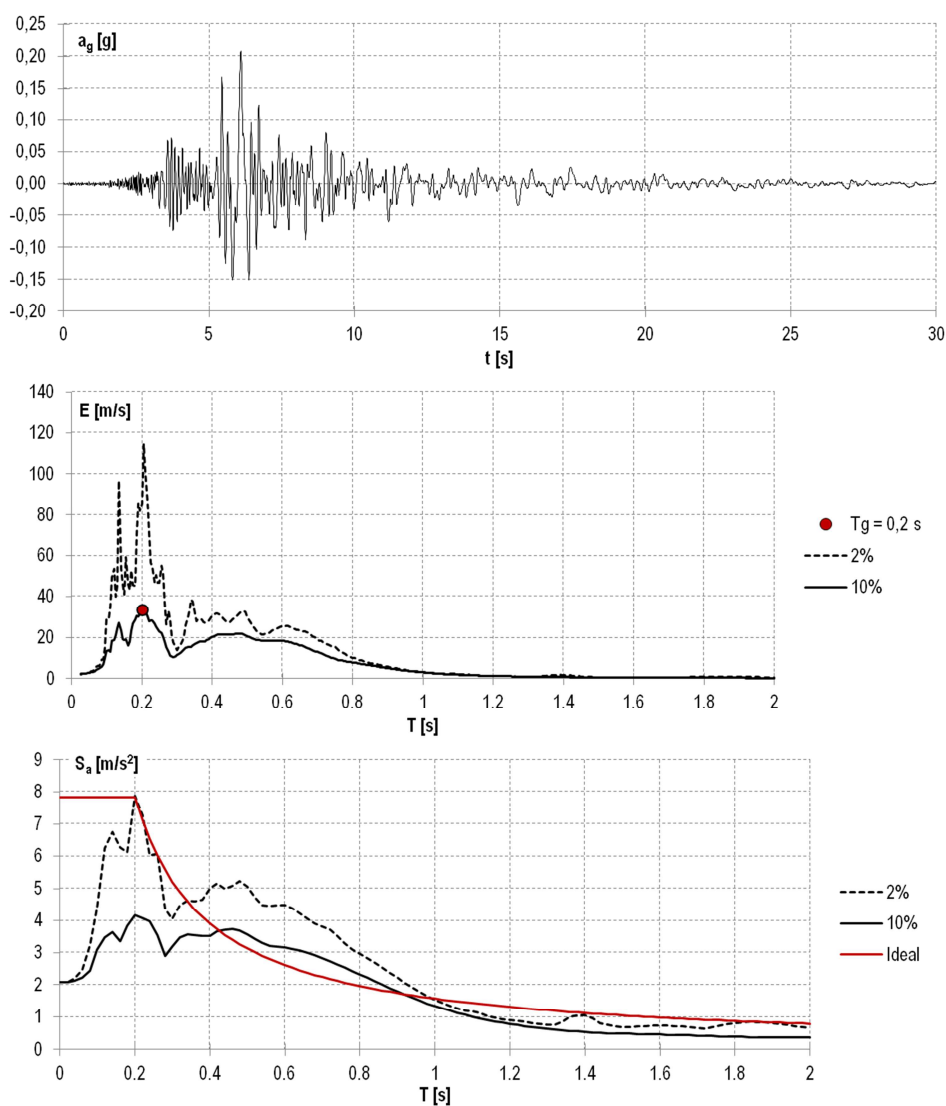 0,25
a_g [g]
0,20
0,15
0,10
0,05
0,00
-0,05
-0,10
-0,15
-0,20
0 5 10 15 20 25 30
t [s]
140
E [m/s]
120
100
80
60
40
20
0
0 0.2 0.4 0.6 0.8 1 1.2 1.4 1.6 1.8 2
T [s]
Tg = 0,2 s
2%
10%
9
S_a [m/s²]
8
7
6
5
4
3
2
1
0
0 0.2 0.4 0.6 0.8 1 1.2 1.4 1.6 1.8 2
T [s]
2%
10%
Ideal